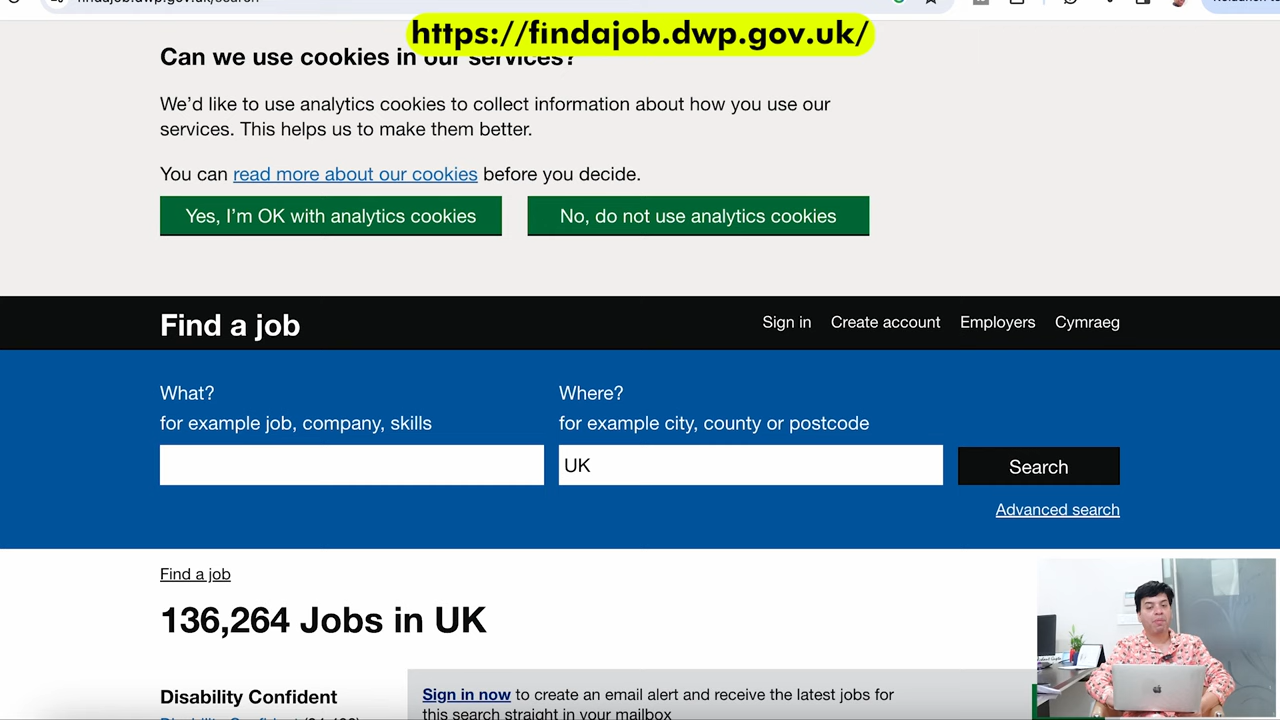 https://findajob.dwp.gov.uk/
Can we use cookies in our services?
We’d like to use analytics cookies to collect information about how you use our
services. This helps us to make them better.
You can read more about our cookies before you decide.
Yes, I’m OK with analytics cookies
No, do not use analytics cookies
Find a job
Sign in
Create account
Employers
Cymraeg
What?
for example job, company, skills
Where?
for example city, county or postcode
UK
Search
Advanced search
Find a job
136,264 Jobs in UK
Disability Confident
Sign in now to create an email alert and receive the latest jobs for
this search straight in your mailbox